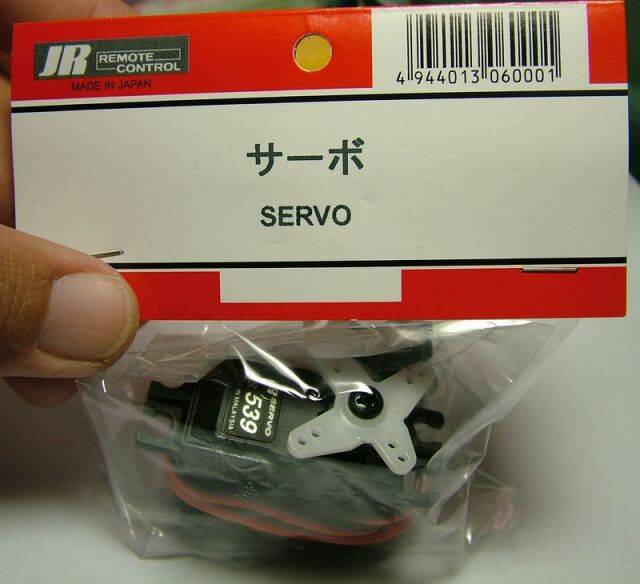 JR REMOTE CONTROL
MADE IN JAPAN
4 944013 060001
サーボ
SERVO
SERVO
539
MALAYSIA